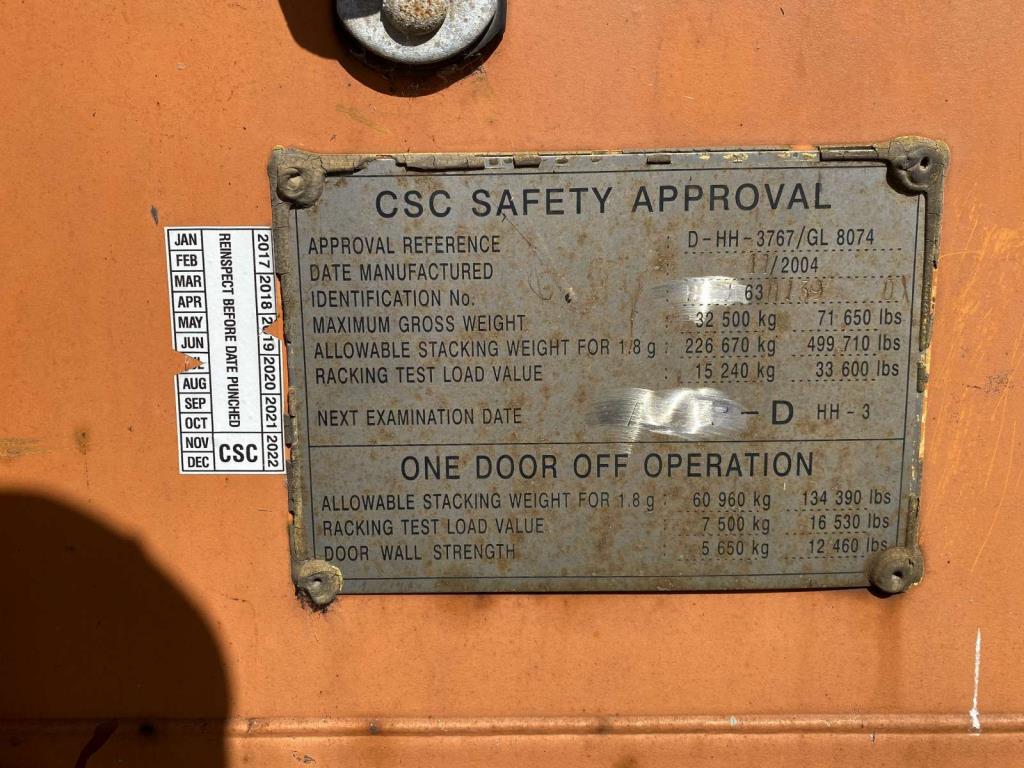 JAN
FEB
MAR
APR
MAY
JUN
AUG
SEP
OCT
NOV
DEC
REINSPECT BEFORE DATE PUNCHED
CSC
2017 2018 2019 2020 2021 2022
CSC SAFETY APPROVAL
APPROVAL REFERENCE : D-HH-3767/GL 8074
DATE MANUFACTURED : 11/2004
IDENTIFICATION No. : 63
MAXIMUM GROSS WEIGHT : 32 500 kg 71 650 lbs
ALLOWABLE STACKING WEIGHT FOR 1.8 g : 226 670 kg 499 710 lbs
RACKING TEST LOAD VALUE : 15 240 kg 33 600 lbs
NEXT EXAMINATION DATE - D HH - 3
ONE DOOR OFF OPERATION
ALLOWABLE STACKING WEIGHT FOR 1.8 g : 60 960 kg 134 390 lbs
RACKING TEST LOAD VALUE : 7 500 kg 16 530 lbs
DOOR WALL STRENGTH : 5 650 kg 12 460 lbs